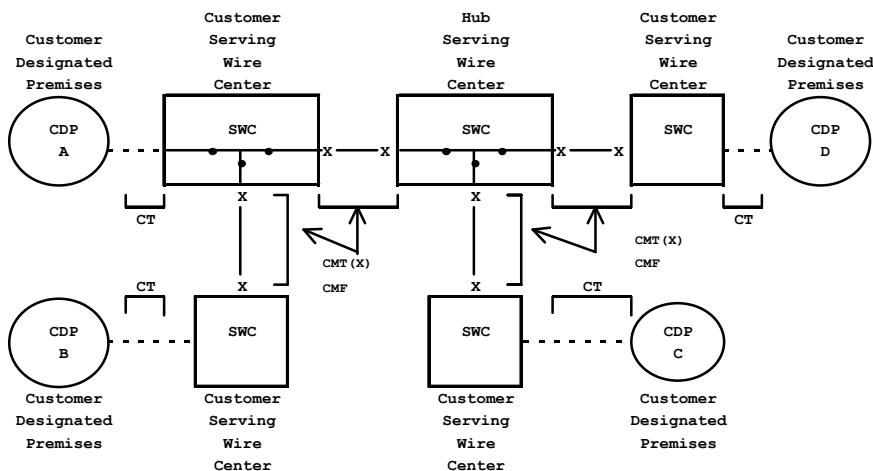 Customer
Serving
Wire
Center
Hub
Serving
Wire
Center
Customer
Serving
Wire
Center
Customer
Designated
Premises
Customer
Designated
Premises
CDP
A
SWC
X
X
SWC
X
X
SWC
CDP
D
CT
X
X
CT
CMT(X)
CMF
CMT(X)
CMF
CT
X
X
CT
CDP
B
SWC
SWC
CDP
C
Customer
Designated
Premises
Customer
Serving
Wire
Center
Customer
Serving
Wire
Center
Customer
Designated
Premises